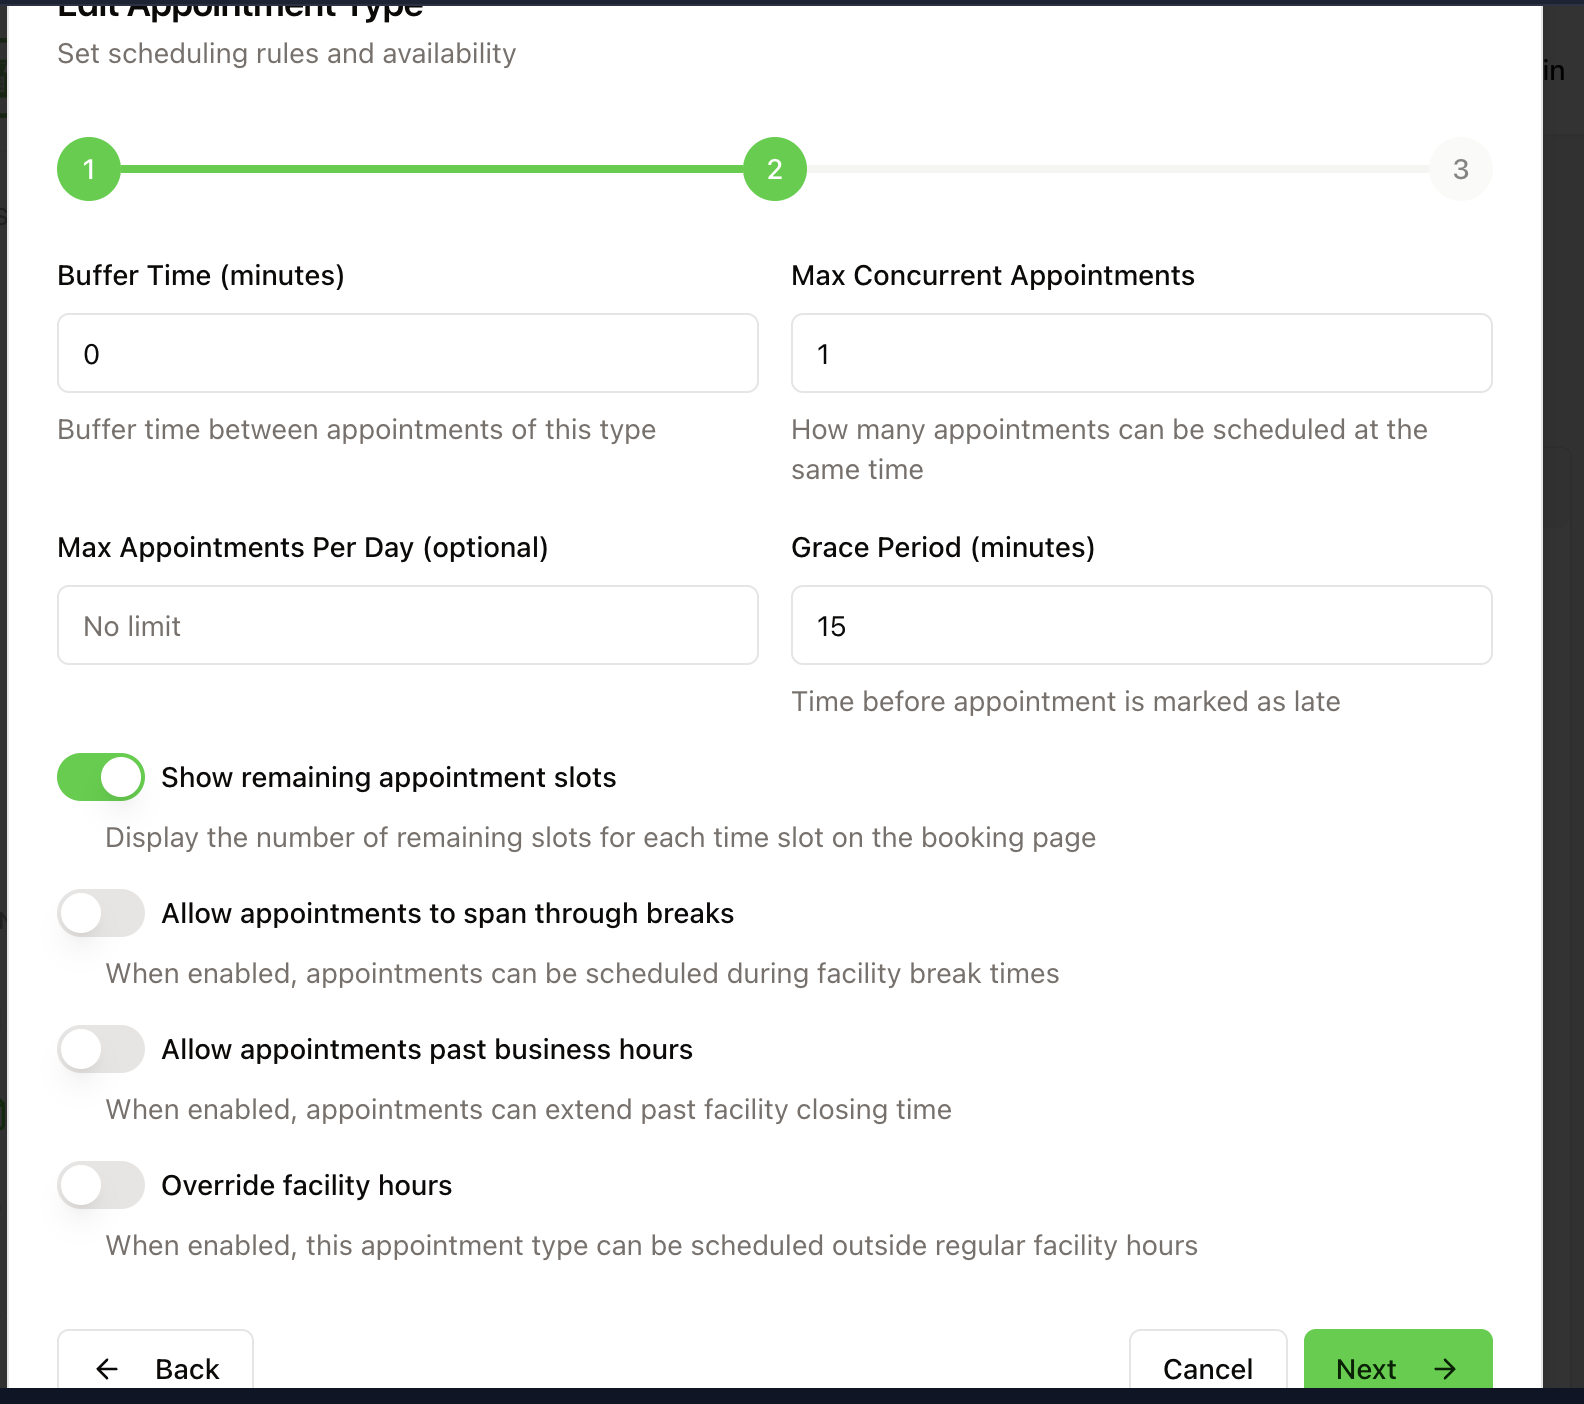 Edit Appointment Type
Set scheduling rules and availability
in
1
2
3
Buffer Time (minutes)
Max Concurrent Appointments
0
1
Buffer time between appointments of this type
How many appointments can be scheduled at the
same time
Max Appointments Per Day (optional)
Grace Period (minutes)
No limit
15
Time before appointment is marked as late
Show remaining appointment slots
Display the number of remaining slots for each time slot on the booking page
Allow appointments to span through breaks
When enabled, appointments can be scheduled during facility break times
Allow appointments past business hours
When enabled, appointments can extend past facility closing time
Override facility hours
When enabled, this appointment type can be scheduled outside regular facility hours
Back
Cancel
Next